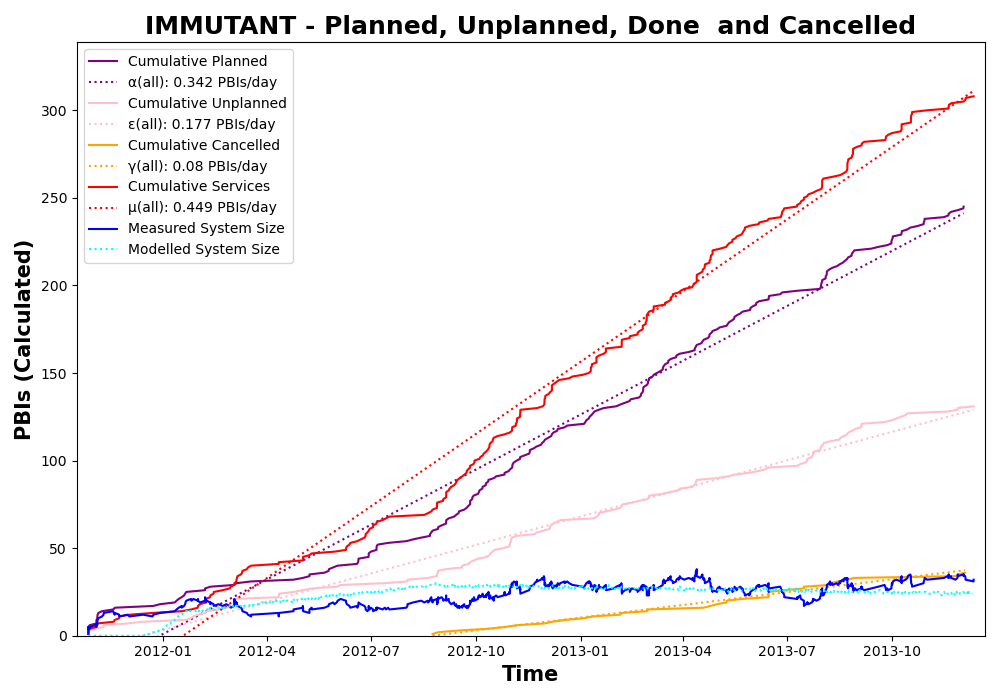 IMMUTANT - Planned, Unplanned, Done  and Cancelled
Cumulative Planned
α(all): 0.342 PBIs/day
Cumulative Unplanned
ε(all): 0.177 PBIs/day
Cumulative Cancelled
γ(all): 0.08 PBIs/day
Cumulative Services
μ(all): 0.449 PBIs/day
Measured System Size
Modelled System Size
PBIs (Calculated)
300
250
200
150
100
50
0
2012-01
2012-04
2012-07
2012-10
2013-01
2013-04
2013-07
2013-10
Time